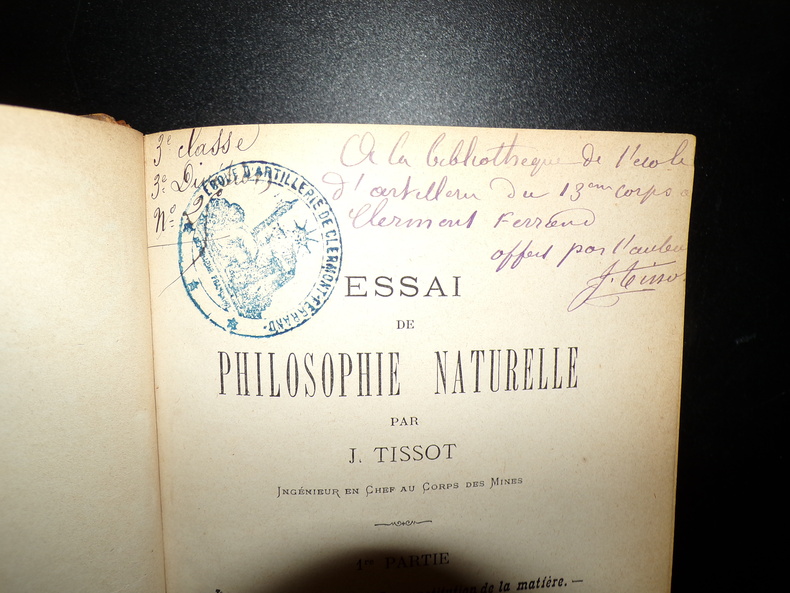 3e classe
3e Division
No
ECOLE D'ARTILLERIE DE CLERMONT-FERRAND
A la bibliothèque de l'école
d'artillerie du 13eme corps a
Clermont Ferrand
offert par l'auteur
J. Tissot
ESSAI
DE
PHILOSOPHIE NATURELLE
PAR
J. TISSOT
INGÉNIEUR EN CHEF AU CORPS DES MINES
1re PARTIE
de la matière. —